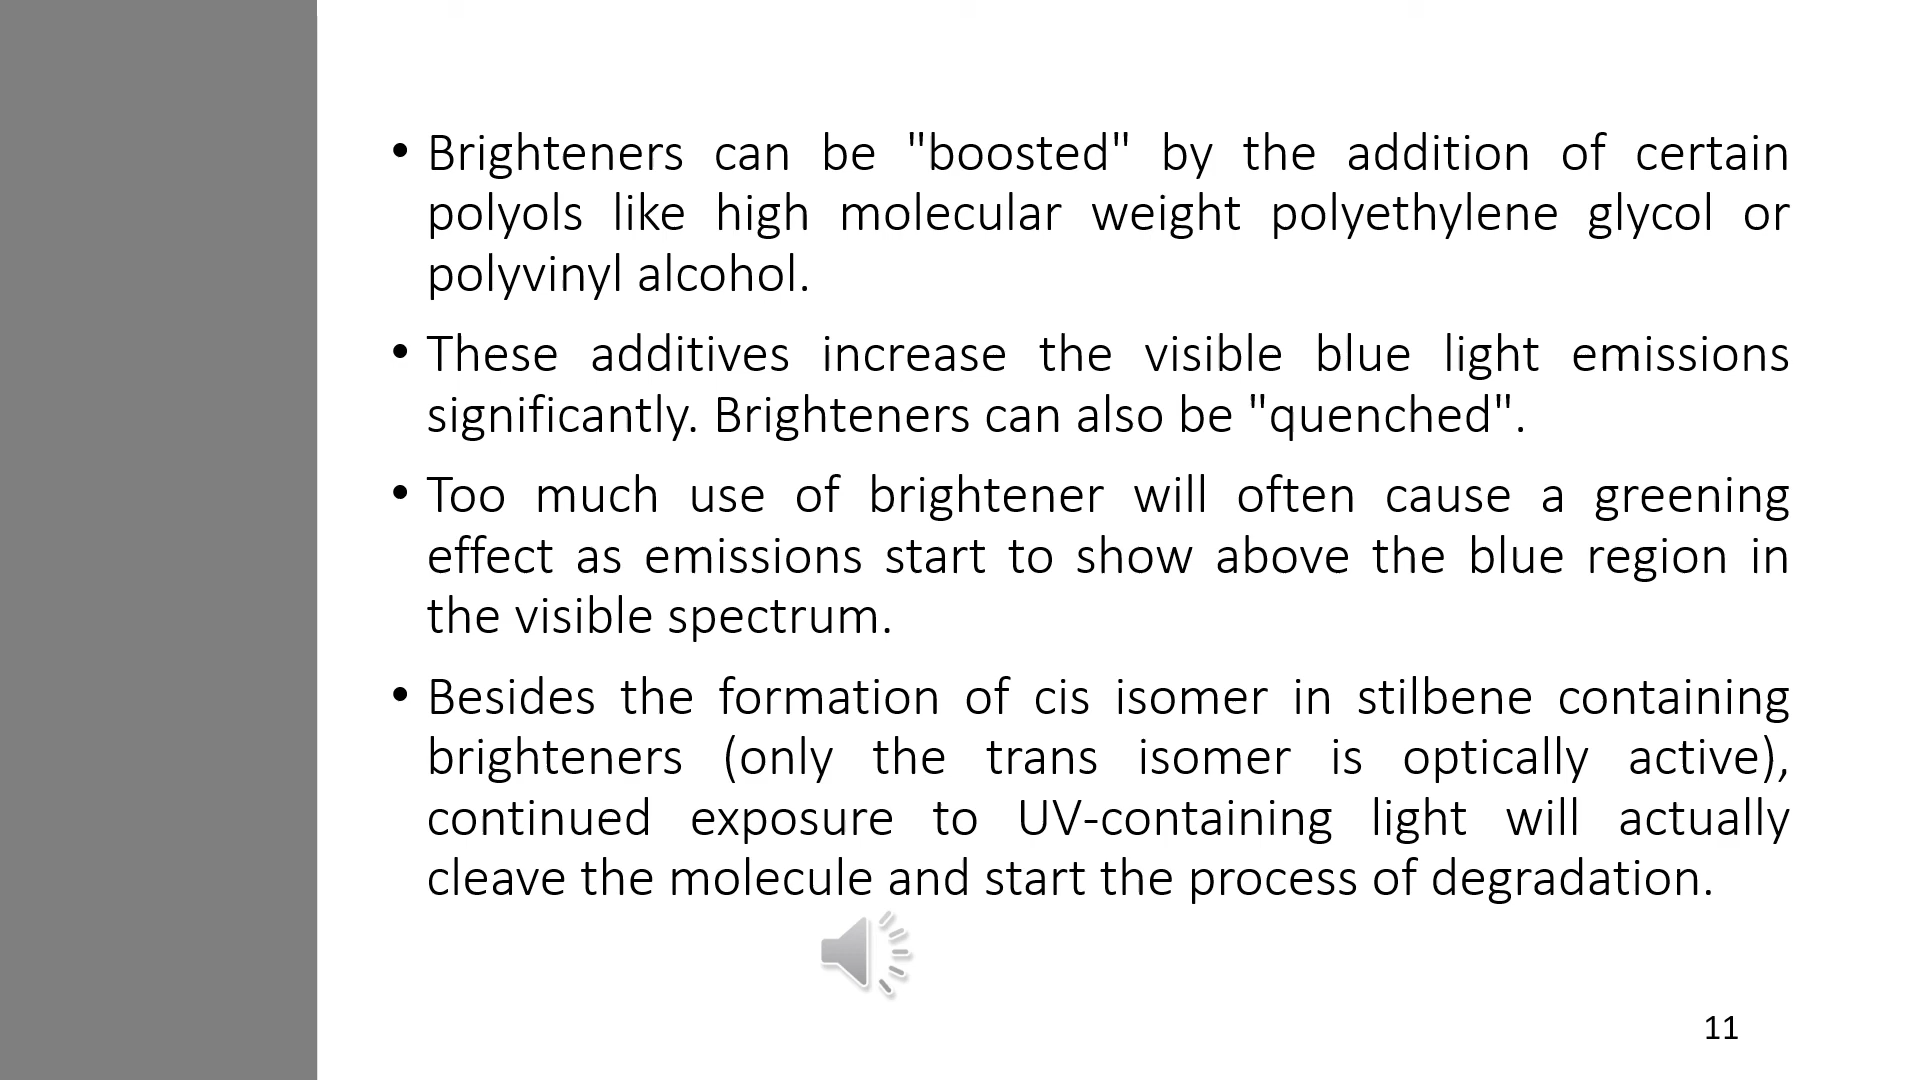 • Brighteners can be "boosted" by the addition of certain
polyols like high molecular weight polyethylene glycol or
polyvinyl alcohol.
• These additives increase the visible blue light emissions
significantly. Brighteners can also be "quenched".
• Too much use of brightener will often cause a greening
effect as emissions start to show above the blue region in
the visible spectrum.
• Besides the formation of cis isomer in stilbene containing
brighteners (only the trans isomer is optically active),
continued exposure to UV-containing light will actually
cleave the molecule and start the process of degradation.
11